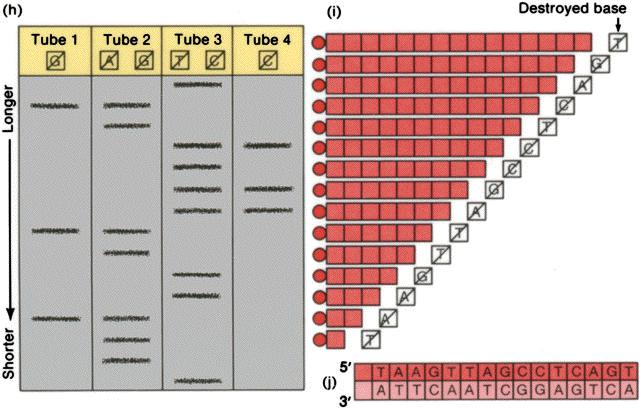 (h)
Tube 1 Tube 2 Tube 3 Tube 4
G A G T C C
Longer
Shorter
(i)
Destroyed base
T
G
A
C
T
C
C
G
A
T
T
G
A
A
T
(j)
5' TAAGTTAGCCTCAGT
3' ATTCAATCGGAGTCA